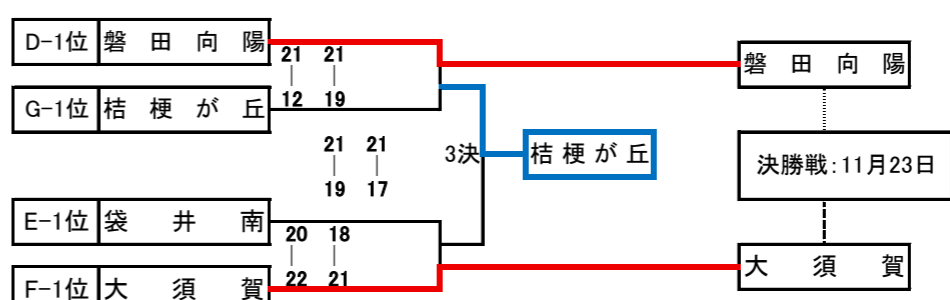 D-1位 磐田向陽
21 21
| |
12 19
G-1位 桔梗が丘
磐田向陽
21 21
| |
19 17
3決
桔梗が丘
決勝戦:11月23日
E-1位 袋井南
20 18
| |
22 21
F-1位 大須賀
大須賀